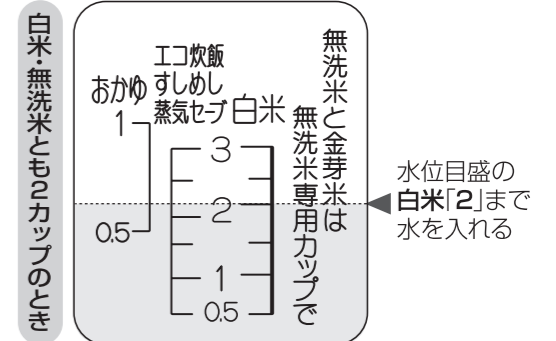 白米・無洗米とも2カップのとき
無洗米と金芽米は
無洗米専用カップで
エコ炊飯
すしめし
蒸気セーブ
白米
おかゆ
1
0.5
3
2
1
0.5
水位目盛の
白米「2」まで
水を入れる